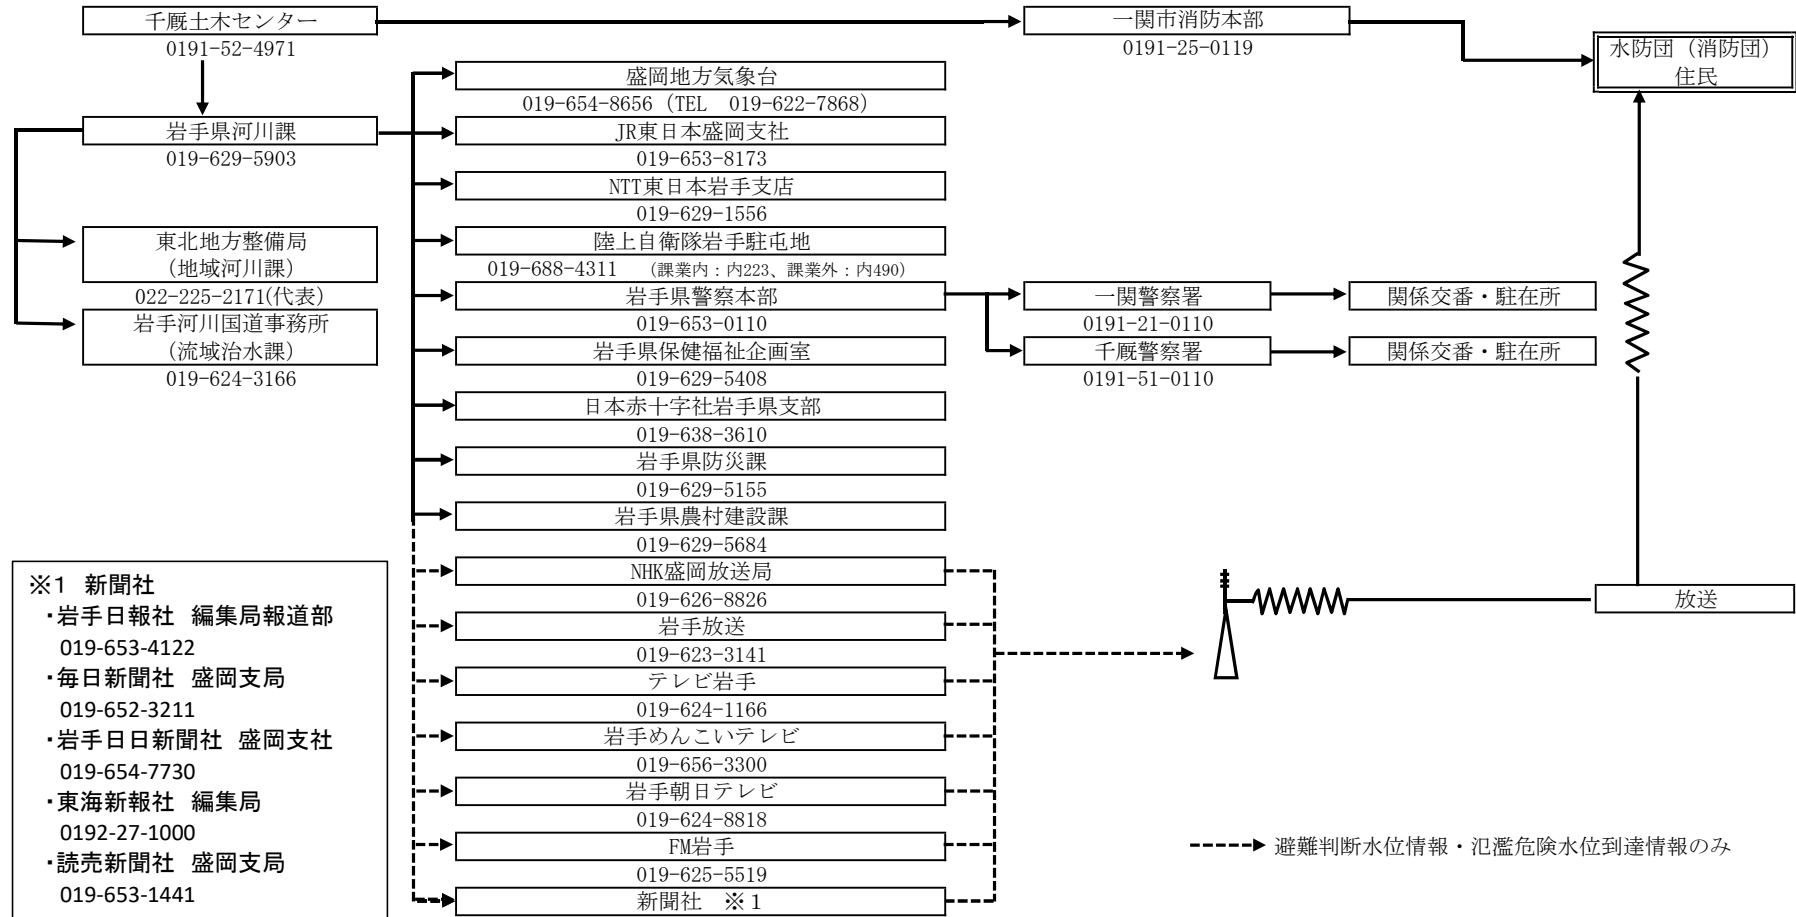 千厩土木センター
0191-52-4971
一関市消防本部
0191-25-0119
水防団（消防団）
住民
盛岡地方気象台
019-654-8656（TEL　019-622-7868）
岩手県河川課
019-629-5903
JR東日本盛岡支社
019-653-8173
NTT東日本岩手支店
019-629-1556
東北地方整備局
（地域河川課）
022-225-2171(代表)
陸上自衛隊岩手駐屯地
019-688-4311　（課業内：内223、課業外：内490）
岩手河川国道事務所
（流域治水課）
019-624-3166
岩手県警察本部
019-653-0110
一関警察署
0191-21-0110
関係交番・駐在所
岩手県保健福祉企画室
019-629-5408
千厩警察署
0191-51-0110
関係交番・駐在所
日本赤十字社岩手県支部
019-638-3610
岩手県防災課
019-629-5155
岩手県農村建設課
019-629-5684
NHK盛岡放送局
019-626-8826
岩手放送
019-623-3141
テレビ岩手
019-624-1166
岩手めんこいテレビ
019-656-3300
岩手朝日テレビ
019-624-8818
FM岩手
019-625-5519
新聞社　※１
放送
避難判断水位情報・氾濫危険水位到達情報のみ
※1　新聞社
・岩手日報社　編集局報道部
019-653-4122
・毎日新聞社　盛岡支局
019-652-3211
・岩手日日新聞社　盛岡支社
019-654-7730
・東海新報社　編集局
0192-27-1000
・読売新聞社　盛岡支局
019-653-1441